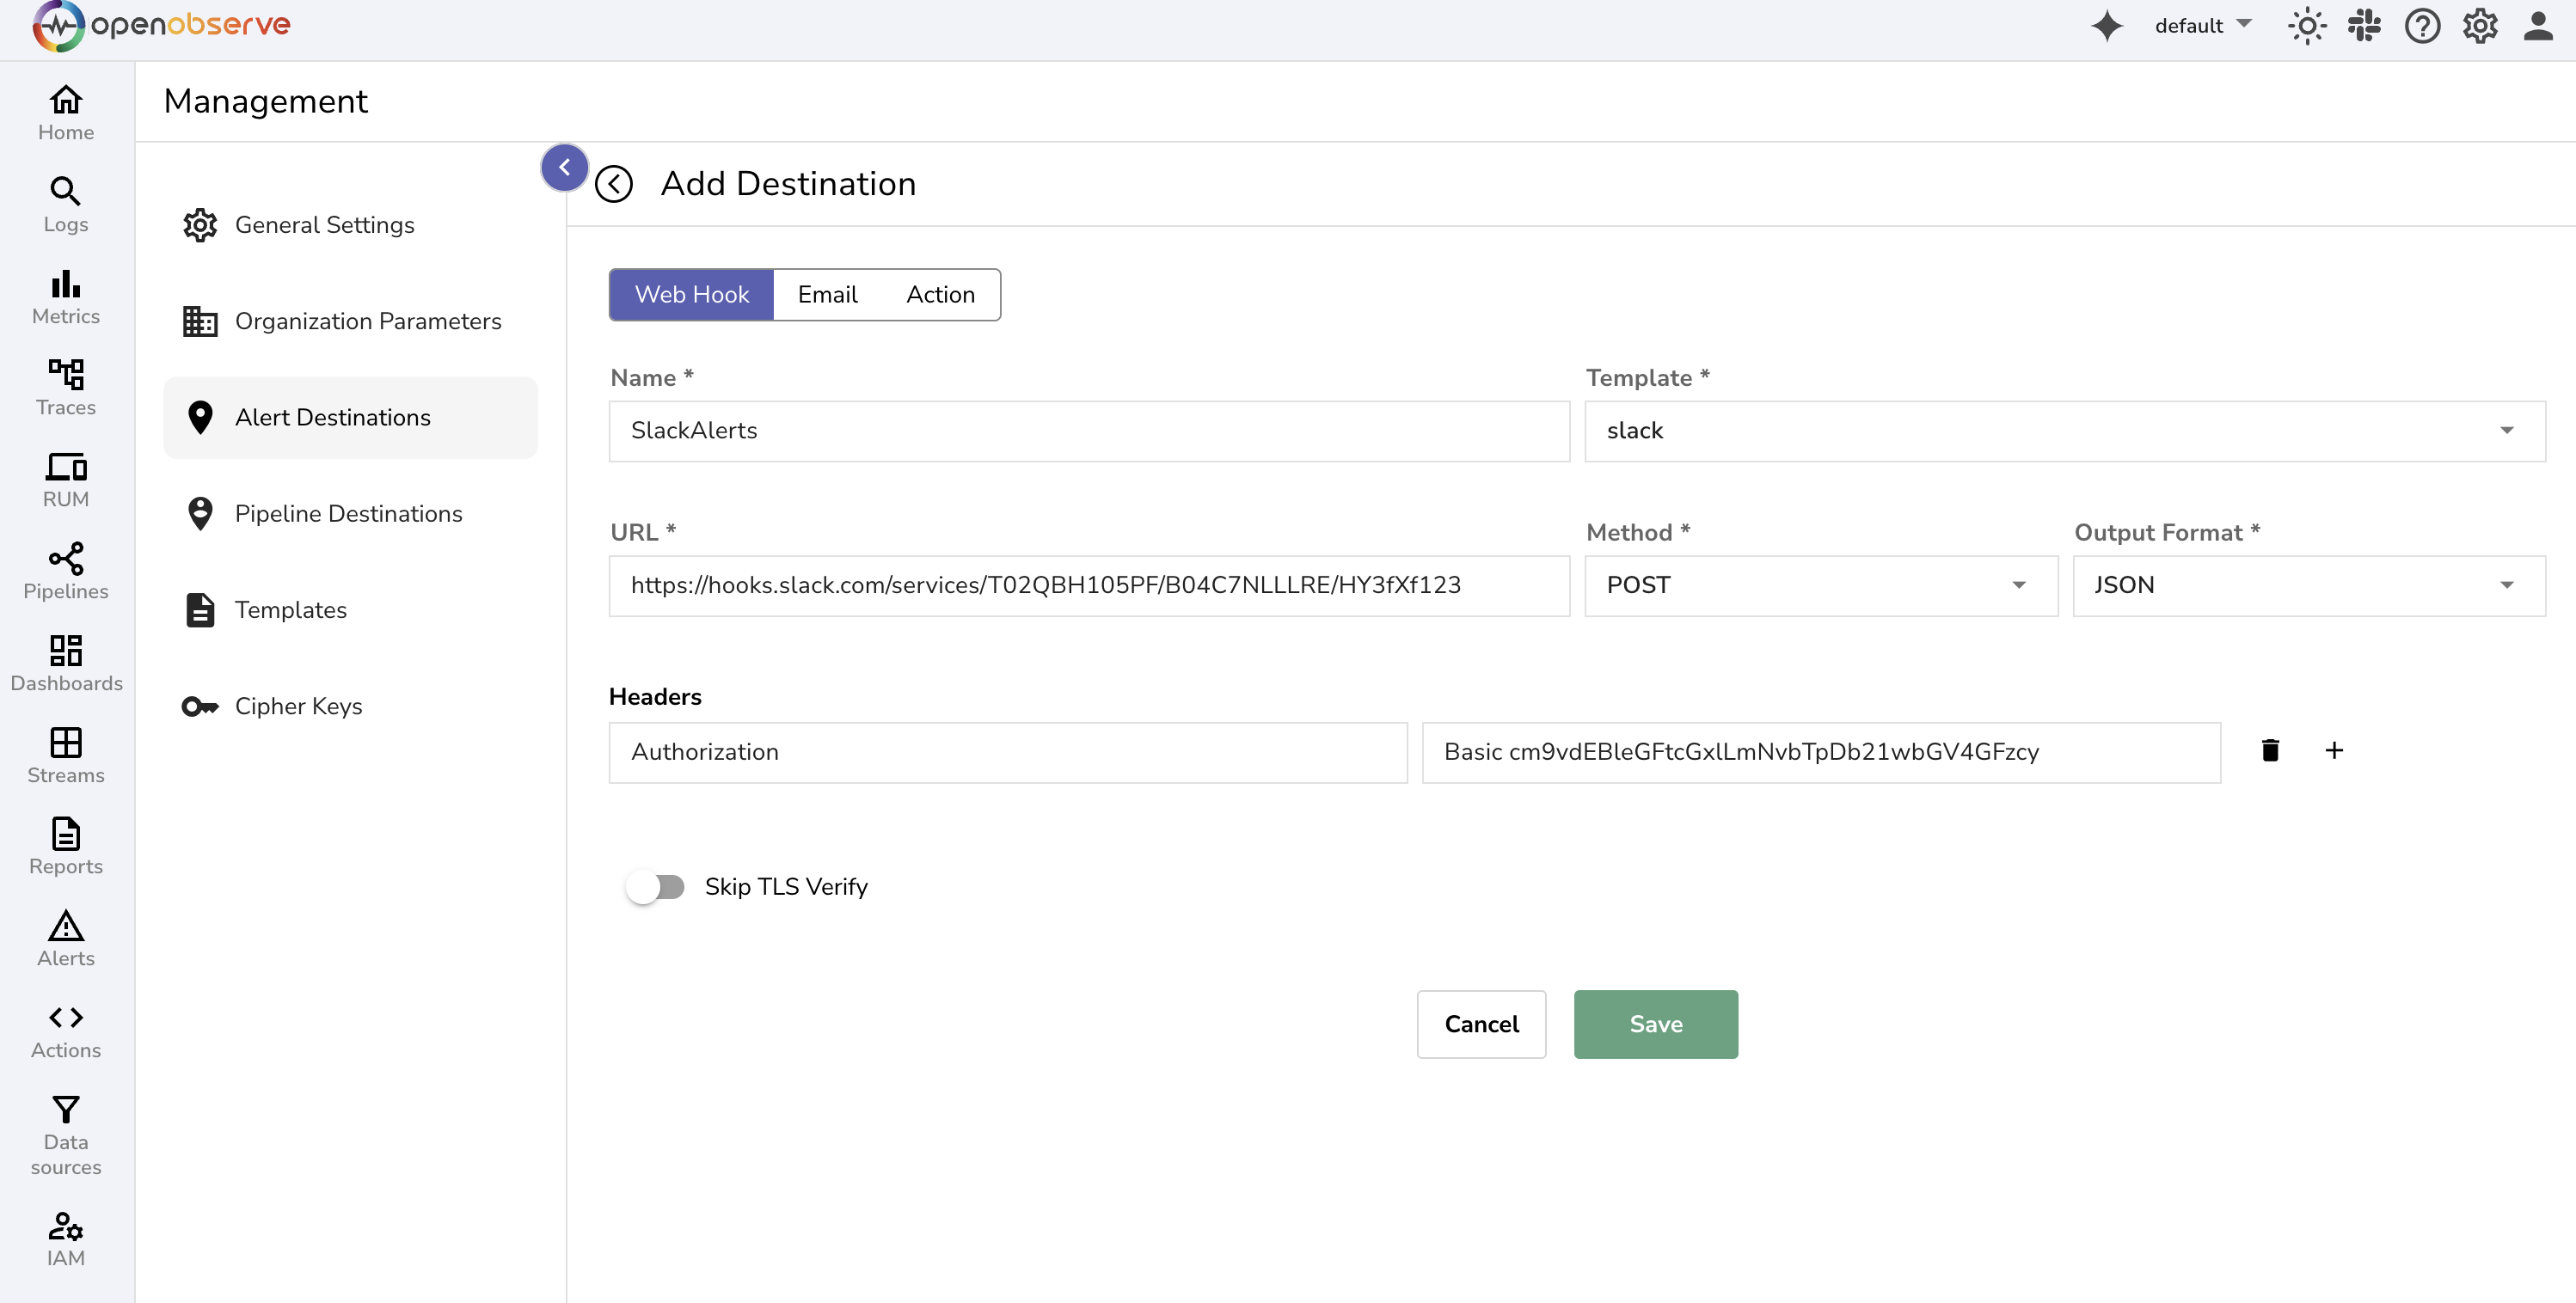 openobserve
default
Home
Logs
Metrics
Traces
RUM
Pipelines
Dashboards
Streams
Reports
Alerts
Actions
Data
sources
IAM
Management
General Settings
Organization Parameters
Alert Destinations
Pipeline Destinations
Templates
Cipher Keys
Add Destination
Web Hook Email Action
Name * Template *
SlackAlerts slack
URL * Method * Output Format *
https://hooks.slack.com/services/T02QBH105PF/B04C7NLLLRE/HY3fXf123 POST JSON
Headers
Authorization Basic cm9vdEBleGFtcGxlLmNvbTpDb21wbGV4GFzcy
Skip TLS Verify
Cancel Save